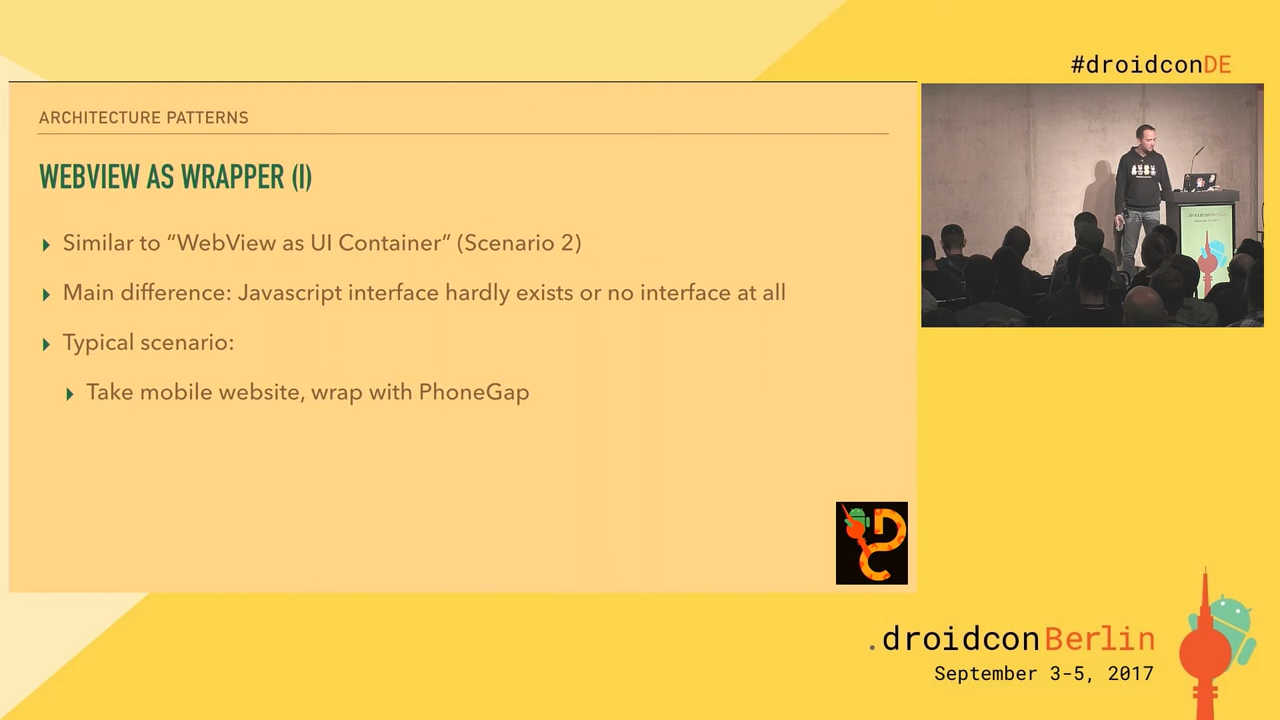 #droidconDE
ARCHITECTURE PATTERNS
WEBVIEW AS WRAPPER (I)
Similar to “WebView as UI Container” (Scenario 2)
Main difference: Javascript interface hardly exists or no interface at all
Typical scenario:
Take mobile website, wrap with PhoneGap
.droidconBerlin
September 3-5, 2017